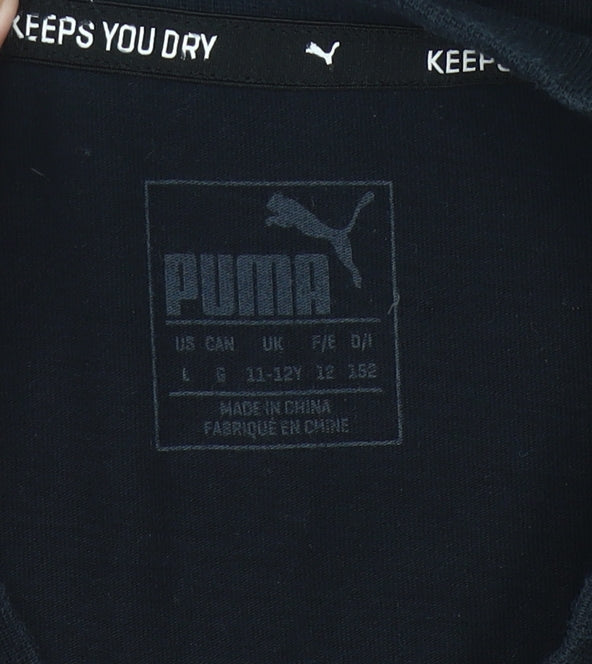 KEEPS YOU DRY KEEPS
PUMA
US CAN UK F/E D/I
L G 11-12Y 12 152
MADE IN CHINA
FABRIQUÉ EN CHINE